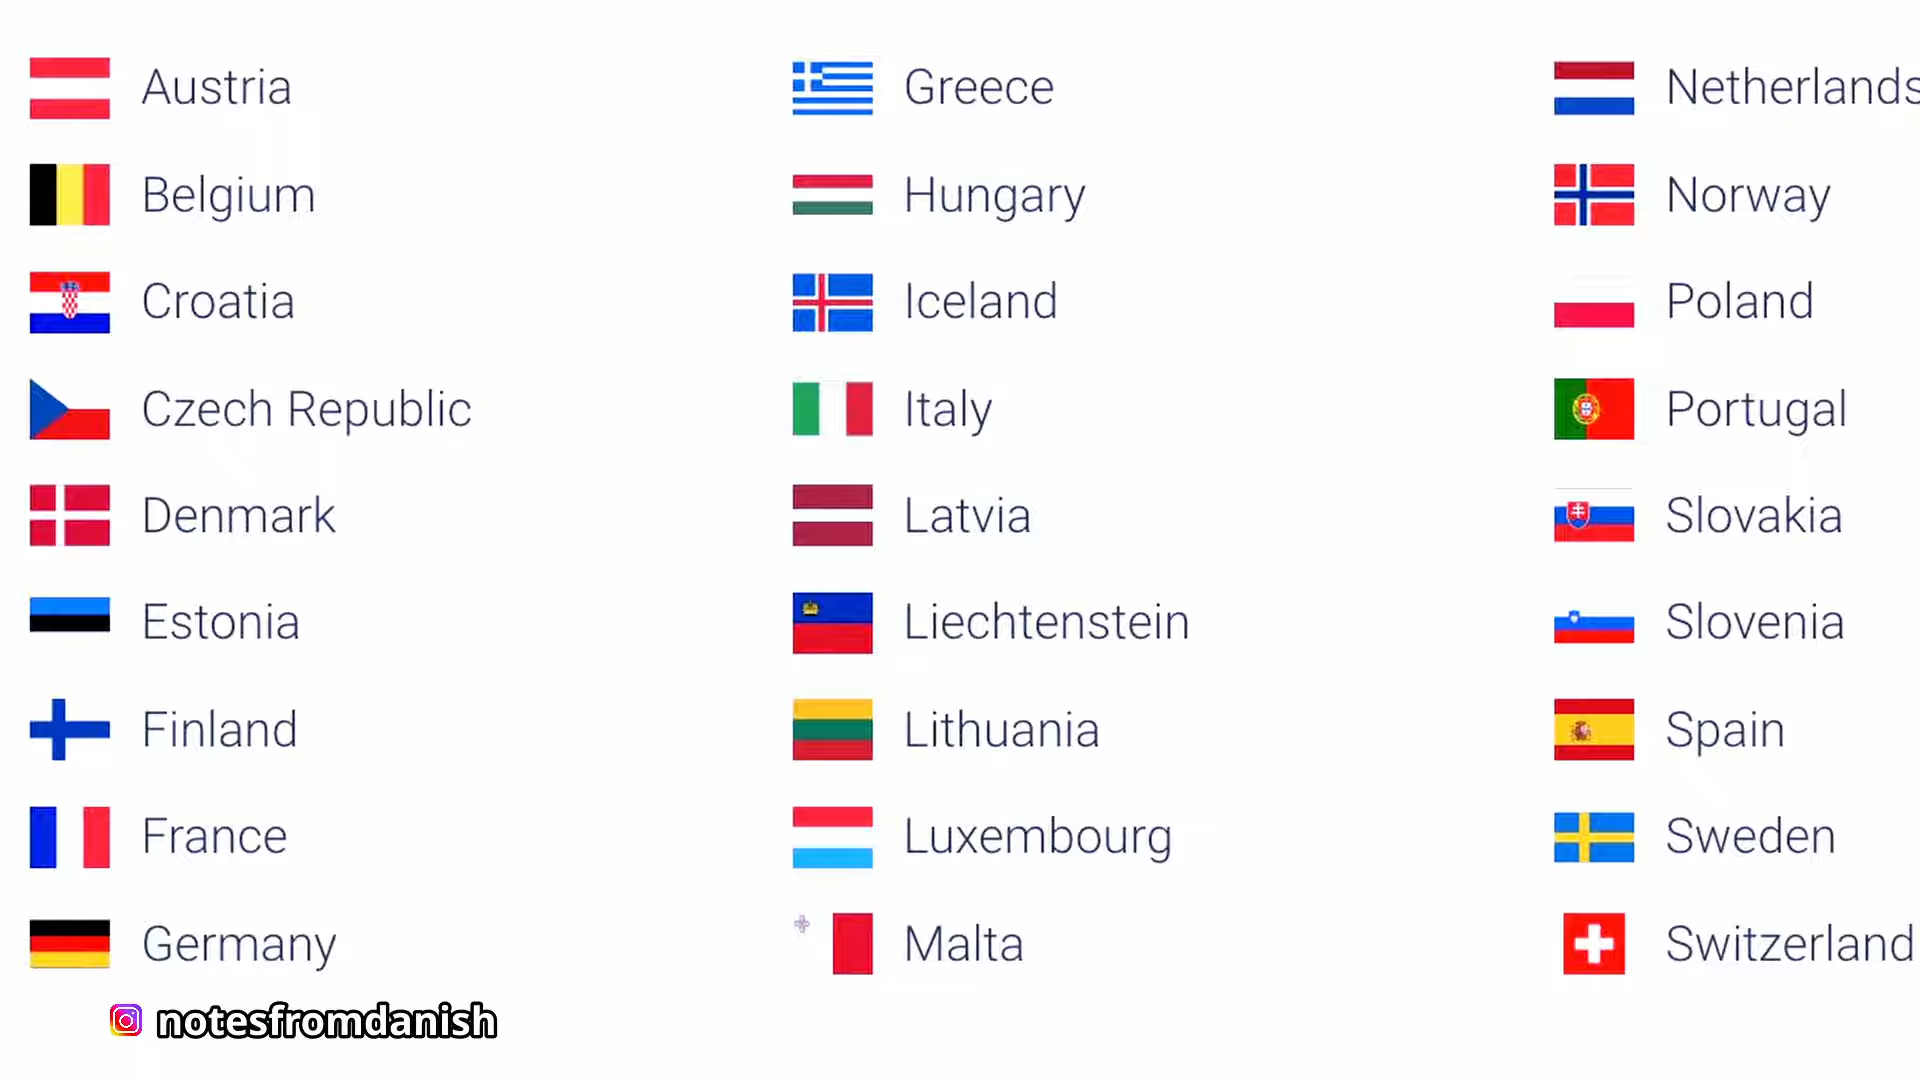 Austria
Belgium
Croatia
Czech Republic
Denmark
Estonia
Finland
France
Germany
Greece
Hungary
Iceland
Italy
Latvia
Liechtenstein
Lithuania
Luxembourg
Malta
Netherlands
Norway
Poland
Portugal
Slovakia
Slovenia
Spain
Sweden
Switzerland
notesfromdanish